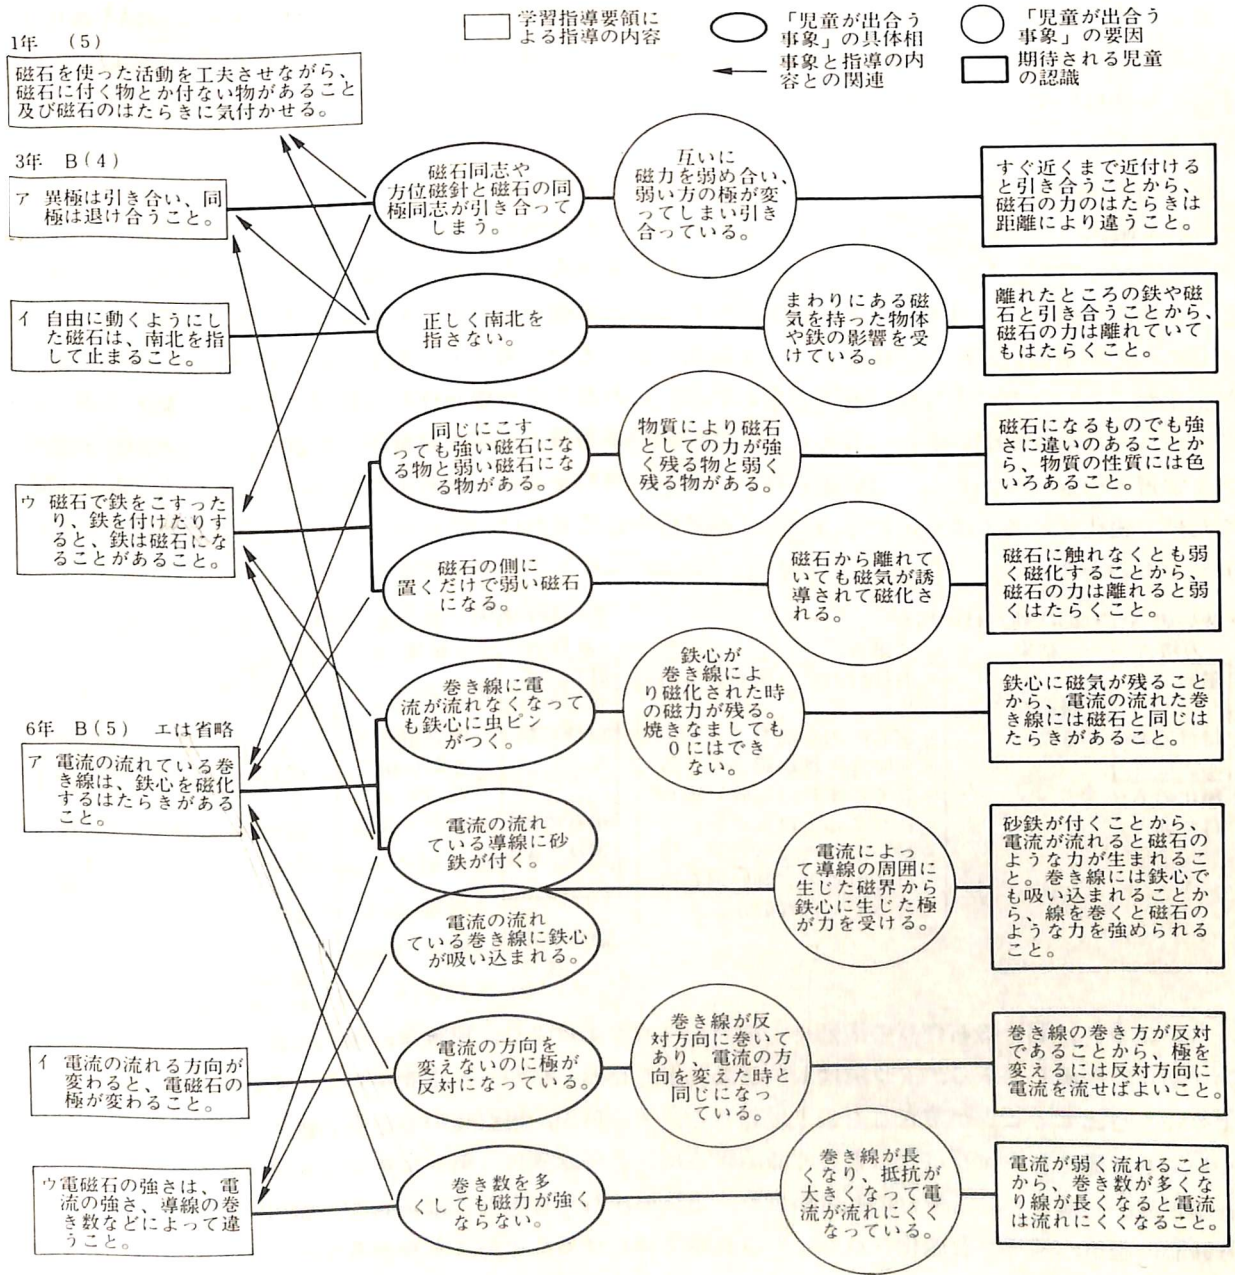 学習指導要領に
よる指導の内容
「児童が出合う
事象」の具体相
事象と指導の内
容との関連
「児童が出合う
事象」の要因
期待される児童
の認識
1年 (5)
磁石を使った活動を工夫させながら、
磁石に付く物とか付ない物があること
及び磁石のはたらきに気付かせる。
3年 B(4)
ア 異極は引き合い、同
極は退け合うこと。
磁石同志や
方位磁針と磁石の同
極同志が引き合って
しまう。
互いに
磁力を弱め合い、
弱い方の極が変
ってしまい引き
合っている。
すぐ近くまで近付ける
と引き合うことから、
磁石の力のはたらきは
距離により違うこと。
イ 自由に動くようにし
た磁石は、南北を指
して止まること。
正しく南北を
指さない。
まわりにある磁
気を持った物体
や鉄の影響を受
けている。
離れたところの鉄や磁
石と引き合うことから、
磁石の力は離れていて
もはたらくこと。
ウ 磁石で鉄をこすった
り、鉄を付けたりす
ると、鉄は磁石にな
ることがあること。
同じにこす
っても強い磁石にな
る物と弱い磁石にな
る物がある。
物質により磁石
としての力が強
く残る物と弱く
残る物がある。
磁石になるものでも強
さに違いのあることか
ら、物質の性質には色
いろあること。
磁石の側に
置くだけで弱い磁石
になる。
磁石から離れて
いても磁気が誘
導されて磁化さ
れる。
磁石に触れなくとも弱
く磁化することから、
磁石の力は離れると弱
くはたらくこと。
6年 B(5) エは省略
ア 電流の流れている巻
き線は、鉄心を磁化
するはたらきがある
こと。
巻き線に電
流が流れなくなって
も鉄心に虫ピン
がつく。
鉄心が
巻き線によ
り磁化された時
の磁力が残る。
焼きなましても
0にはでき
ない。
鉄心に磁気が残ること
から、電流の流れた巻
き線には磁石と同じは
たらきがあること。
電流の流れ
ている導線に砂
鉄が付く。
電流の流れ
ている巻き線に鉄心
が吸い込まれる。
電流によっ
て導線の周囲に
生じた磁界から
鉄心に生じた極
が力を受ける。
砂鉄が付くことから、
電流が流れると磁石の
ような力が生まれるこ
と。巻き線には鉄心で
も吸い込まれることか
ら、線を巻くと磁石の
ような力を強められる
こと。
イ 電流の流れる方向が
変わると、電磁石の
極が変わること。
電流の方向を
変えないのに極が
反対になっている。
巻き線が反
対方向に巻いて
あり、電流の方
向を変えた時と
同じになっ
ている。
巻き線の巻き方が反対
であることから、極を
変えるには反対方向に
電流を流せばよいこと。
ウ 電磁石の強さは、電
流の強さ、導線の巻
き数などによって違
うこと。
巻き数を多
くしても磁力が強く
ならない。
巻き線が長
くなり、抵抗が
大きくなって電
流が流れにくく
なっている。
電流が弱く流れること
から、巻き数が多くな
り線が長くなると電流
は流れにくくなること。